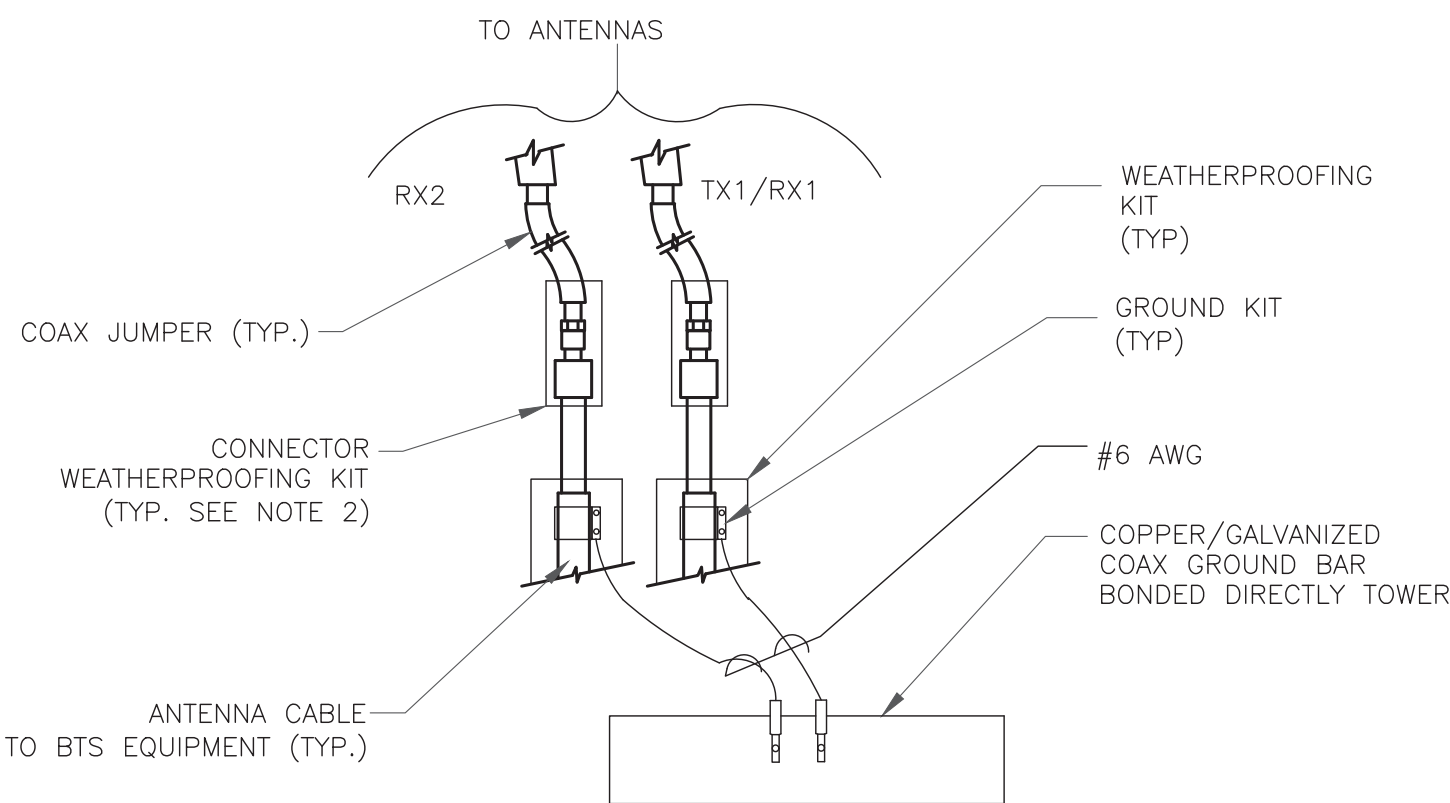 TO ANTENNAS
RX2
TX1/RX1
WEATHERPROOFING
KIT
(TYP)
GROUND KIT
(TYP)
COAX JUMPER (TYP.)
CONNECTOR
WEATHERPROOFING KIT
(TYP. SEE NOTE 2)
#6 AWG
COPPER/GALVANIZED
COAX GROUND BAR
BONDED DIRECTLY TOWER
ANTENNA CABLE
TO BTS EQUIPMENT (TYP.)